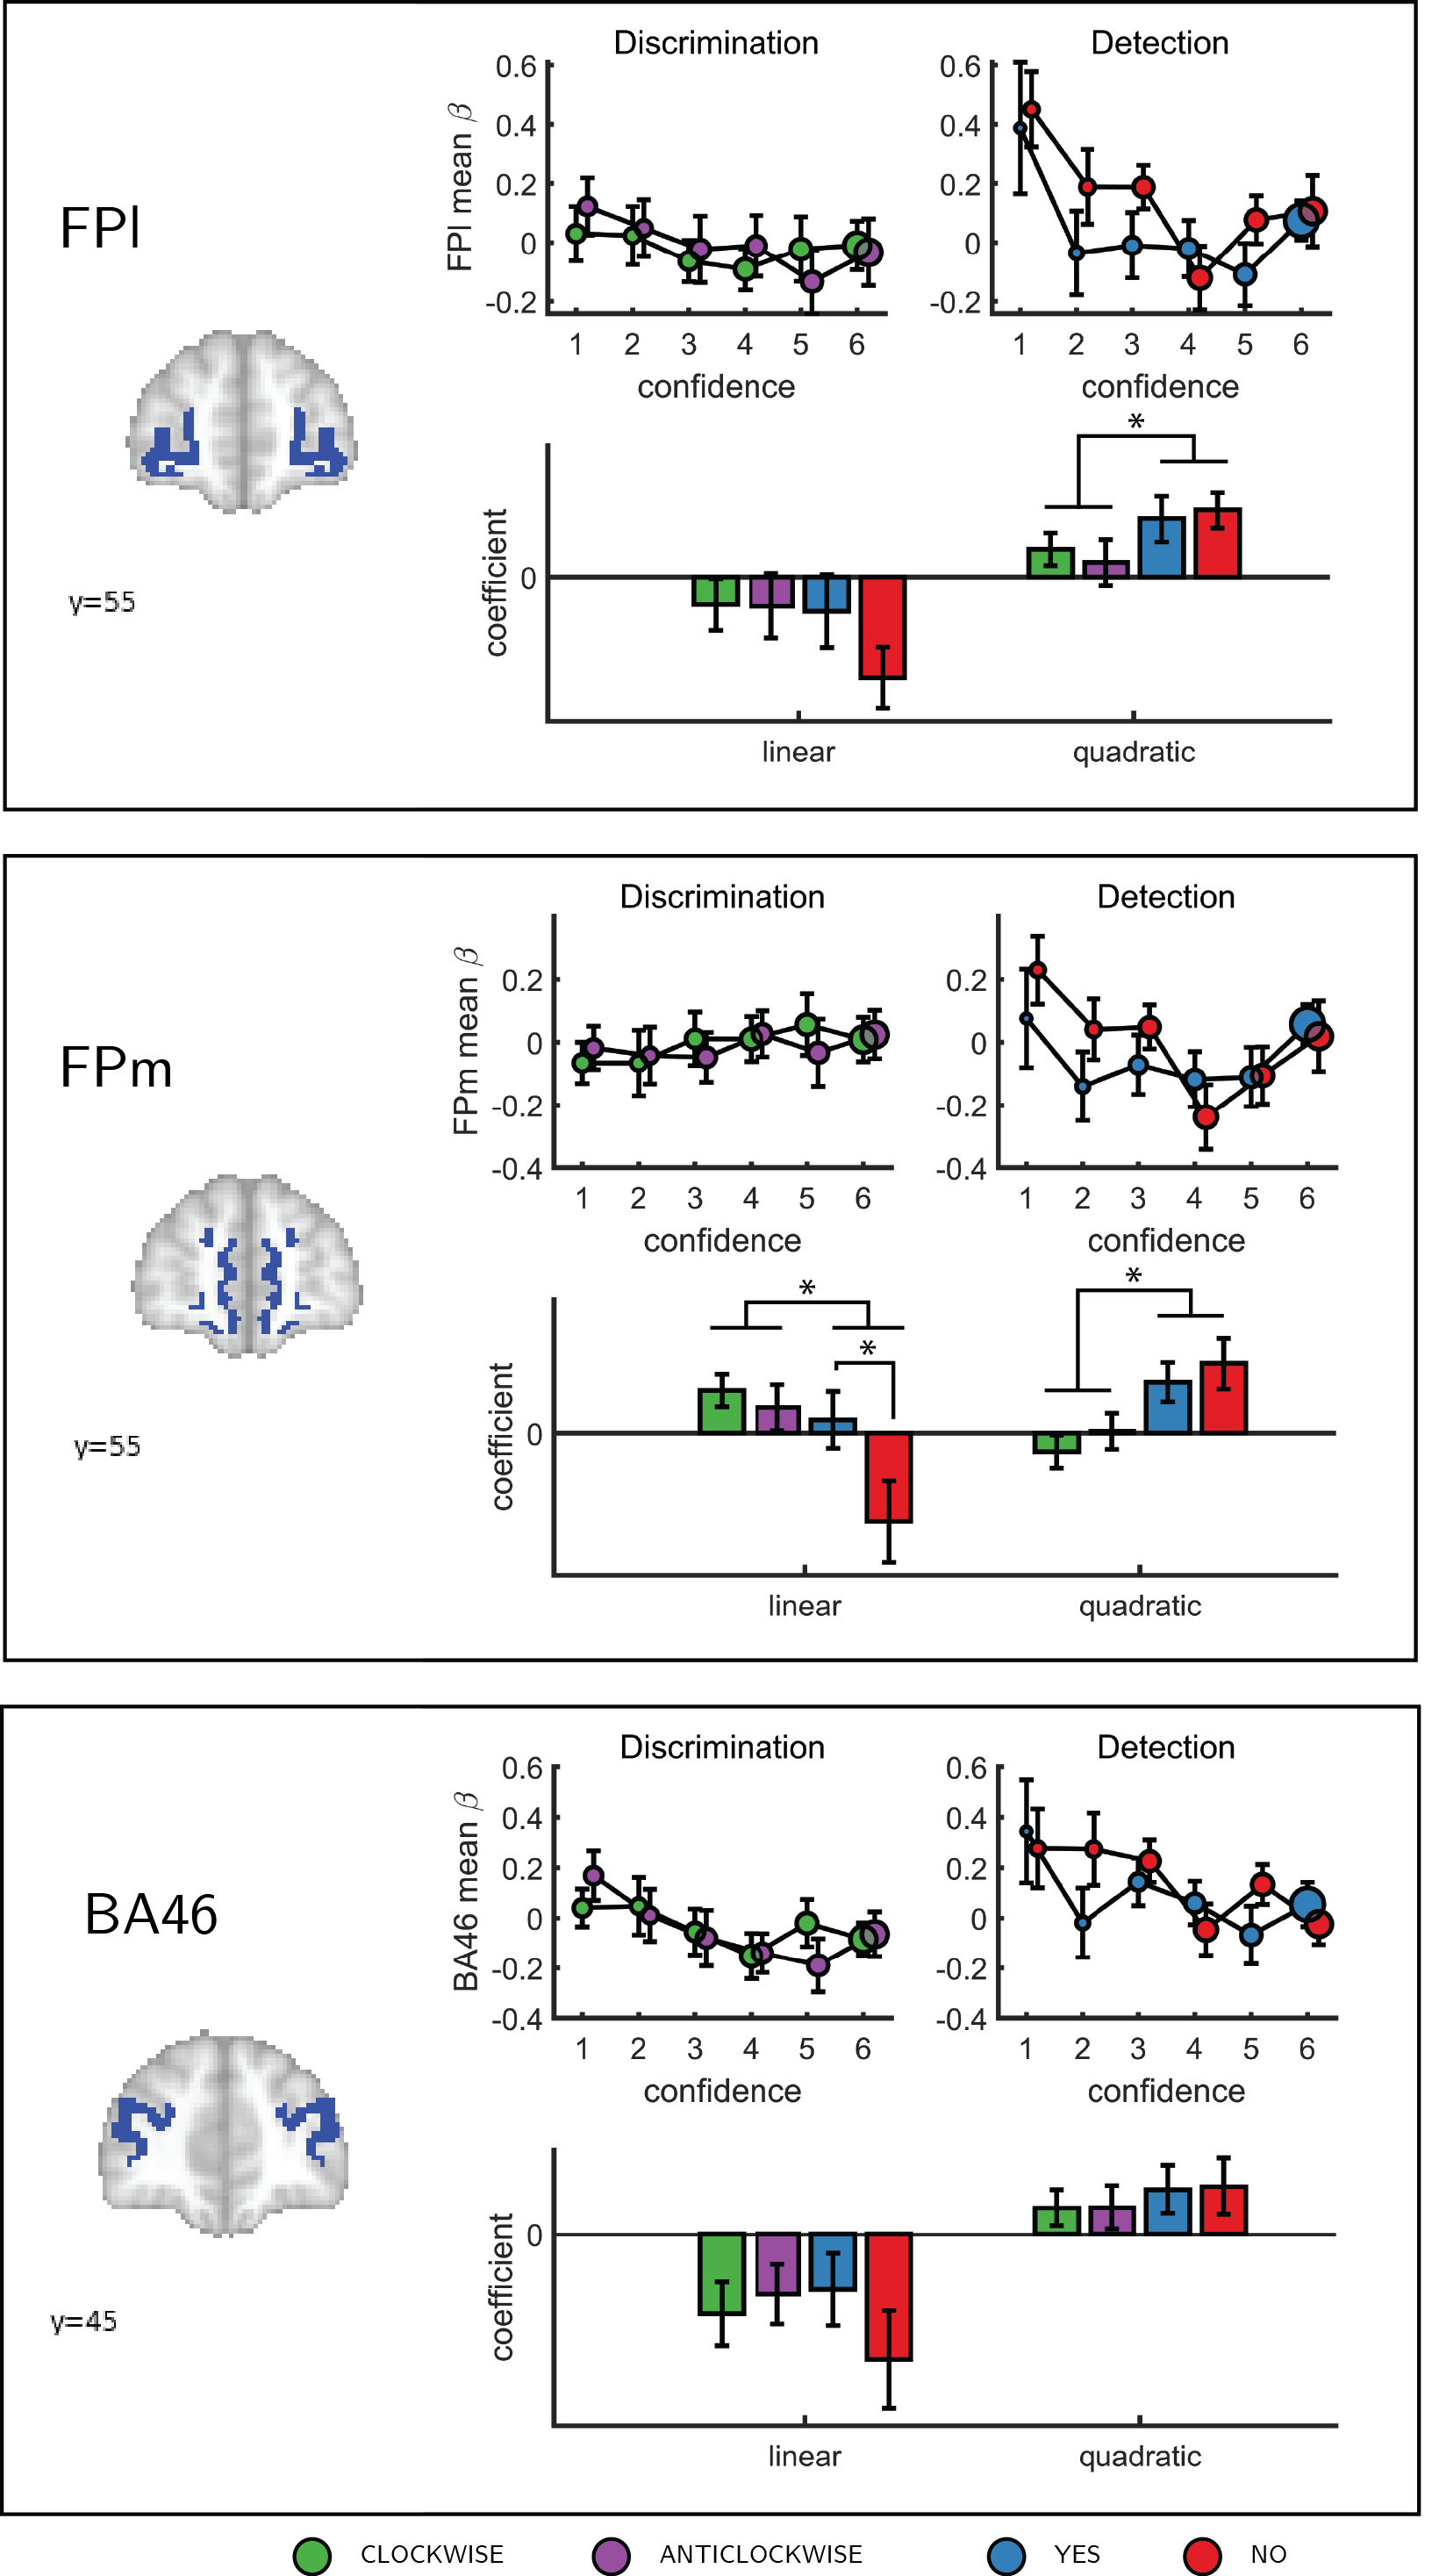 Discrimination
Detection
FPl
FPl mean β
0.6
0.4
0.2
0
-0.2
1 2 3 4 5 6
confidence
0.6
0.4
0.2
0
-0.2
1 2 3 4 5 6
confidence
y=55
coefficient
0
*
linear
quadratic
Discrimination
Detection
FPm
FPm mean β
0.2
0
-0.2
-0.4
1 2 3 4 5 6
confidence
0.2
0
-0.2
-0.4
1 2 3 4 5 6
confidence
y=55
coefficient
0
*
*
*
linear
quadratic
Discrimination
Detection
BA46
BA46 mean β
0.6
0.4
0.2
0
-0.2
-0.4
1 2 3 4 5 6
confidence
0.6
0.4
0.2
0
-0.2
-0.4
1 2 3 4 5 6
confidence
y=45
coefficient
0
linear
quadratic
CLOCKWISE ANTICLOCKWISE YES NO